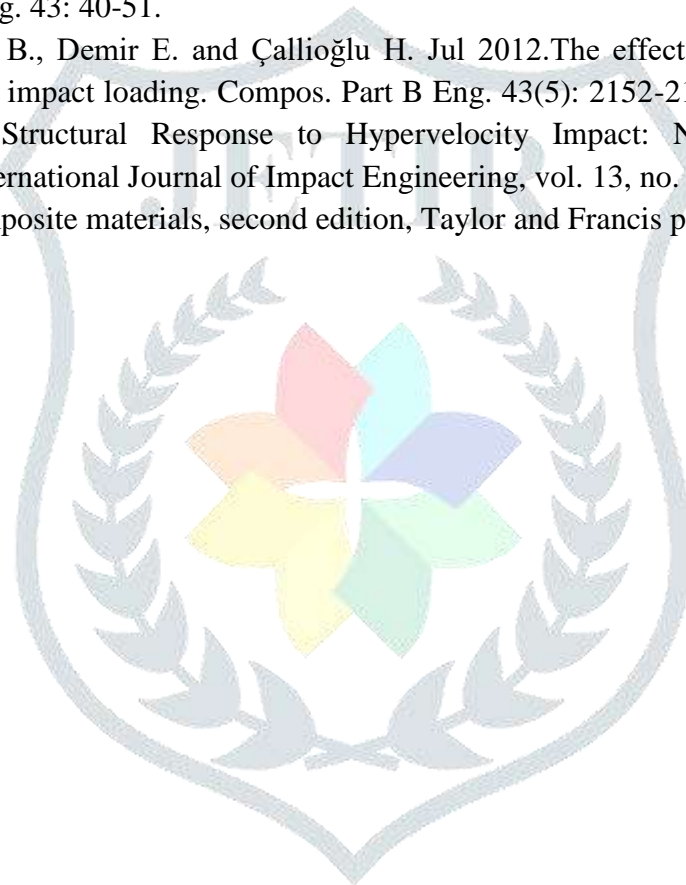 g. 43: 40-51.
B., Demir E. and Çallioğlu H. Jul 2012.The effect
impact loading. Compos. Part B Eng. 43(5): 2152-21
Structural Response to Hypervelocity Impact: N
ernational Journal of Impact Engineering, vol. 13, no.
posite materials, second edition, Taylor and Francis p
JETIR